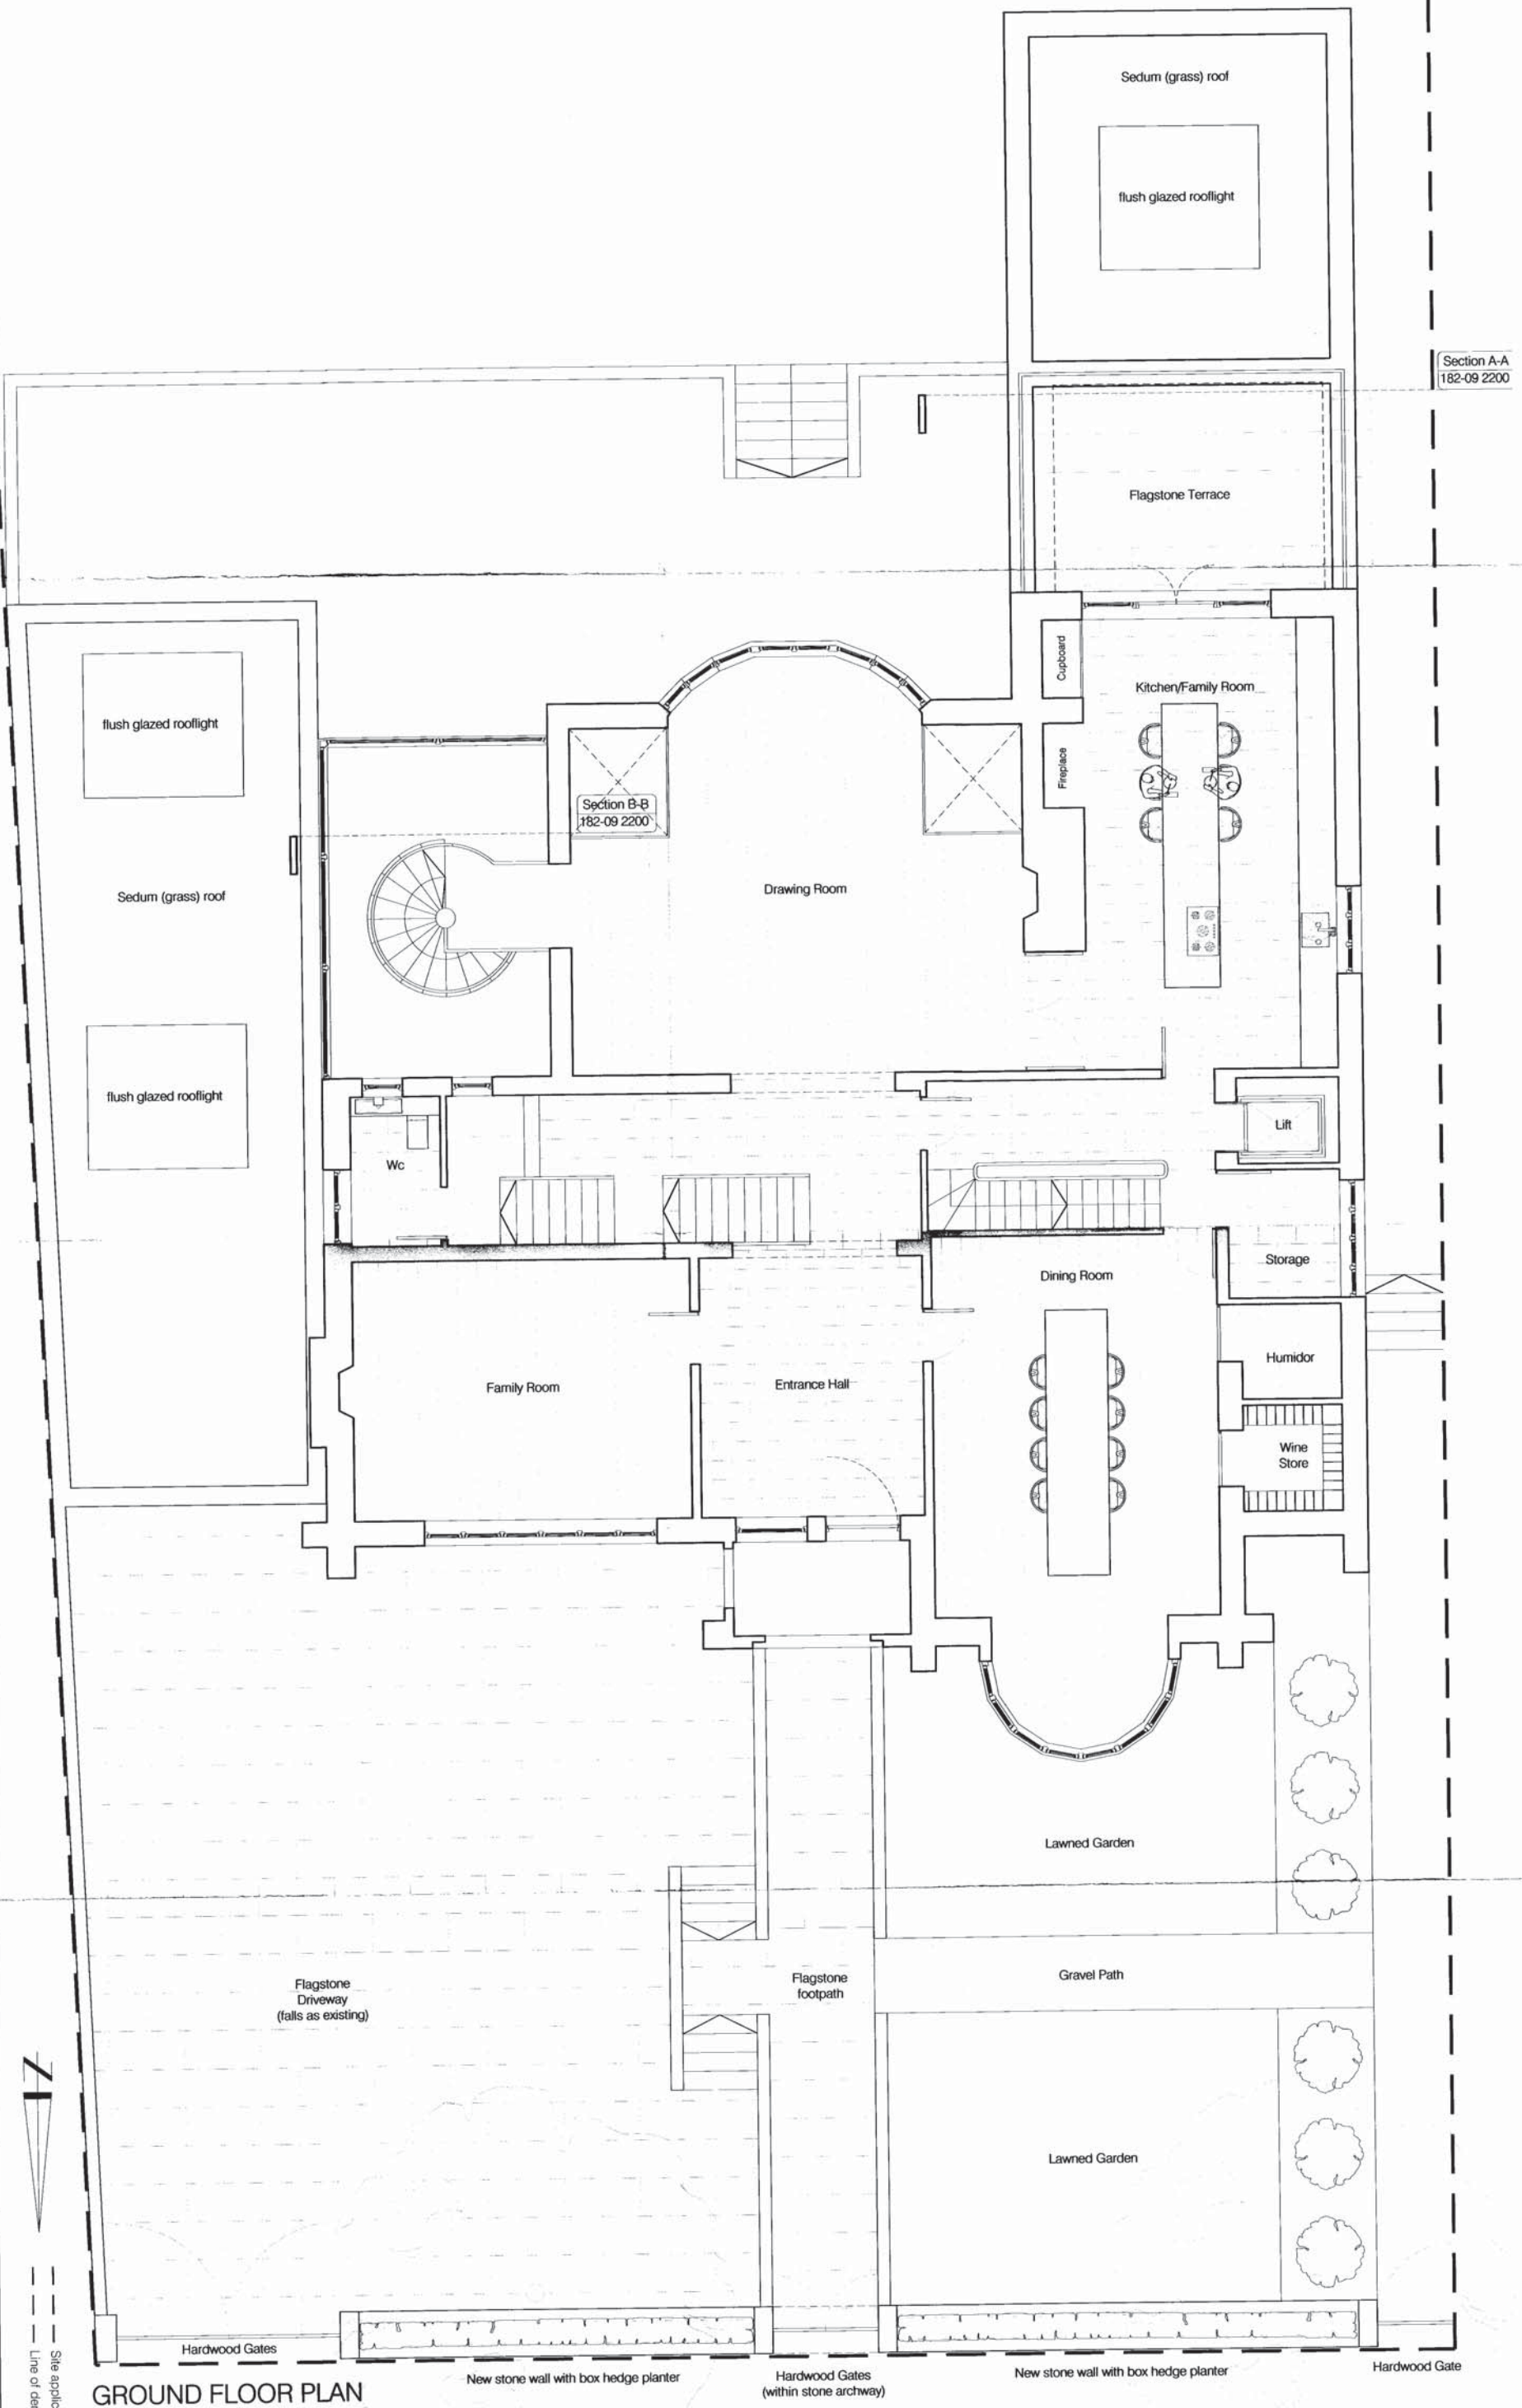 Sedum (grass) roof
flush glazed rooflight
Section A-A
182-09 2200
Flagstone Terrace
Cupboard
Kitchen/Family Room
flush glazed rooflight
Fireplace
Section B-B
182-09 2200
Drawing Room
Sedum (grass) roof
flush glazed rooflight
Lift
Wc
Storage
Dining Room
Humidor
Family Room
Entrance Hall
Wine
Store
Lawned Garden
Flagstone
Driveway
(falls as existing)
Flagstone
footpath
Gravel Path
N
Lawned Garden
Site
Line of
Hardwood Gates
New stone wall with box hedge planter
Hardwood Gates
(within stone archway)
New stone wall with box hedge planter
Hardwood Gate
GROUND FLOOR PLAN